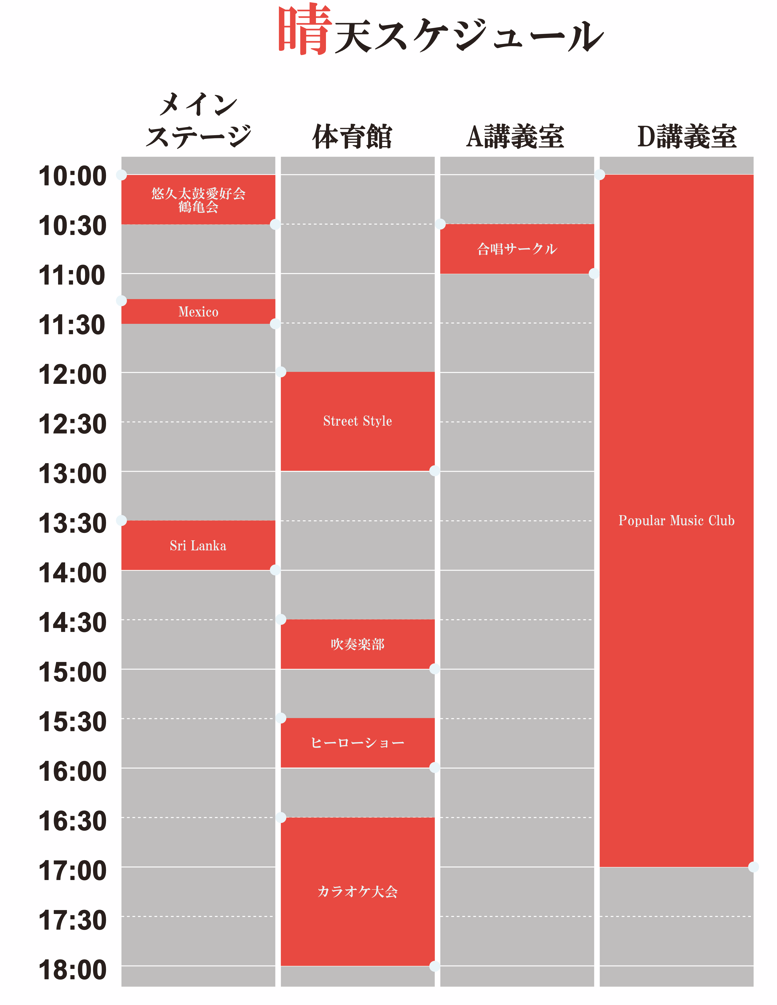 晴天スケジュール
メイン
ステージ
体育館
A講義室
D講義室
10:00
悠久太鼓愛好会
鶴亀会
10:30
合唱サークル
11:00
Mexico
11:30
12:00
12:30
Street Style
13:00
13:30
Popular Music Club
Sri Lanka
14:00
14:30
吹奏楽部
15:00
15:30
ヒーローショー
16:00
16:30
17:00
カラオケ大会
17:30
18:00